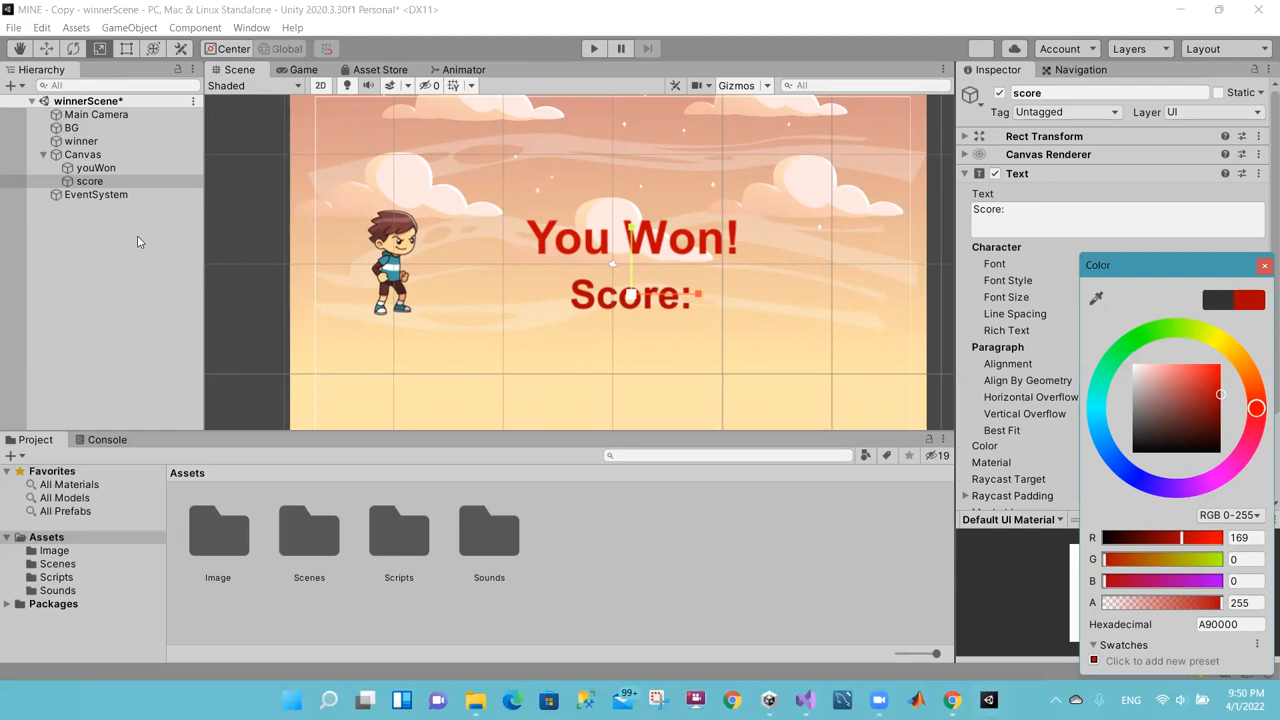 MINE - Copy - winnerScene - PC, Mac & Linux Standalone - Unity 2020.3.30f1 Personal* <DX11>
File Edit Assets GameObject Component Window Help
Center Global Account Layers Layout
Hierarchy
All
winnerScene*
Main Camera
BG
winner
Canvas
youWon
score
EventSystem
Scene Game Asset Store Animator
Shaded 2D 0 Gizmos All
You Won!
Score:
Inspector Navigation
score Static
Tag Untagged Layer UI
Rect Transform
Canvas Renderer
Text
Text
Score:
Character
Font
Font Style
Font Size
Line Spacing
Rich Text
Paragraph
Alignment
Align By Geometry
Horizontal Overflow
Vertical Overflow
Best Fit
Color
Material
Raycast Target
Raycast Padding
Default UI Material
Color
RGB 0-255
R 169
G 0
B 0
A 255
Hexadecimal A90000
Swatches
Click to add new preset
Project Console
19
Favorites
All Materials
All Models
All Prefabs
Assets
Image
Scenes
Scripts
Sounds
Packages
Assets
Image Scenes Scripts Sounds
99+
ENG
9:50 PM
4/1/2022